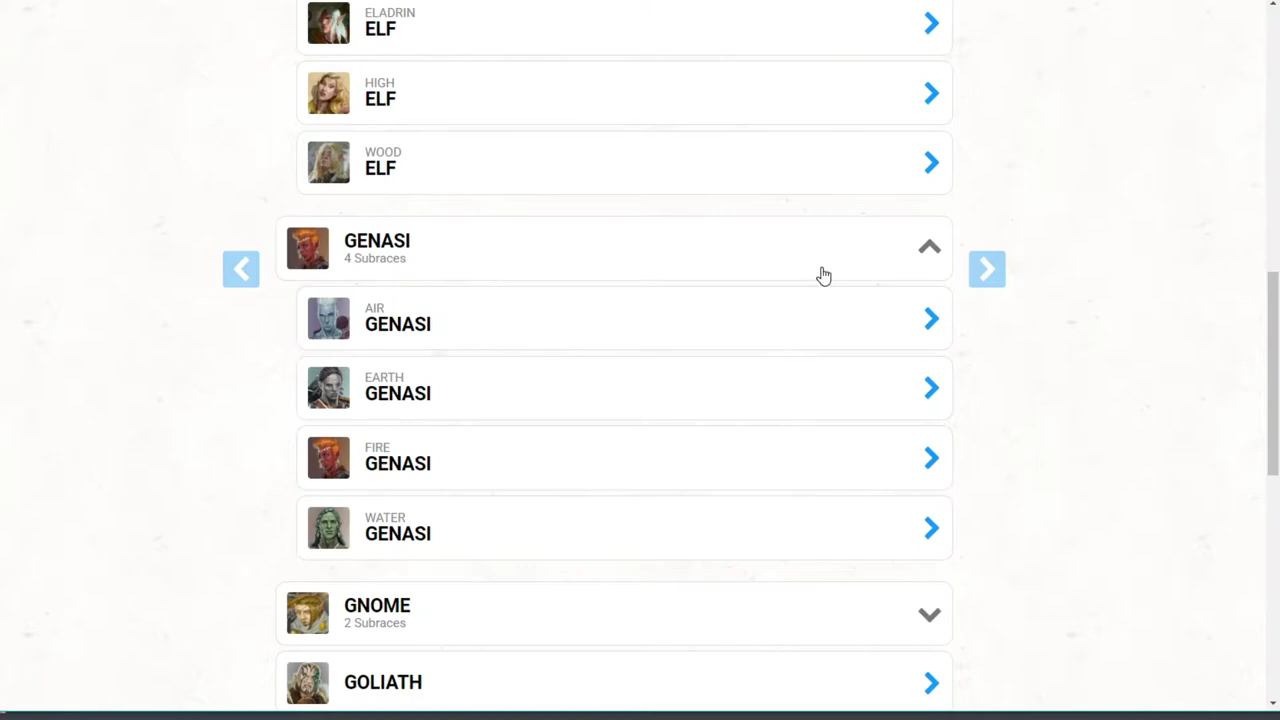 ELADRIN
ELF
HIGH
ELF
WOOD
ELF
GENASI
4 Subraces
AIR
GENASI
EARTH
GENASI
FIRE
GENASI
WATER
GENASI
GNOME
2 Subraces
GOLIATH